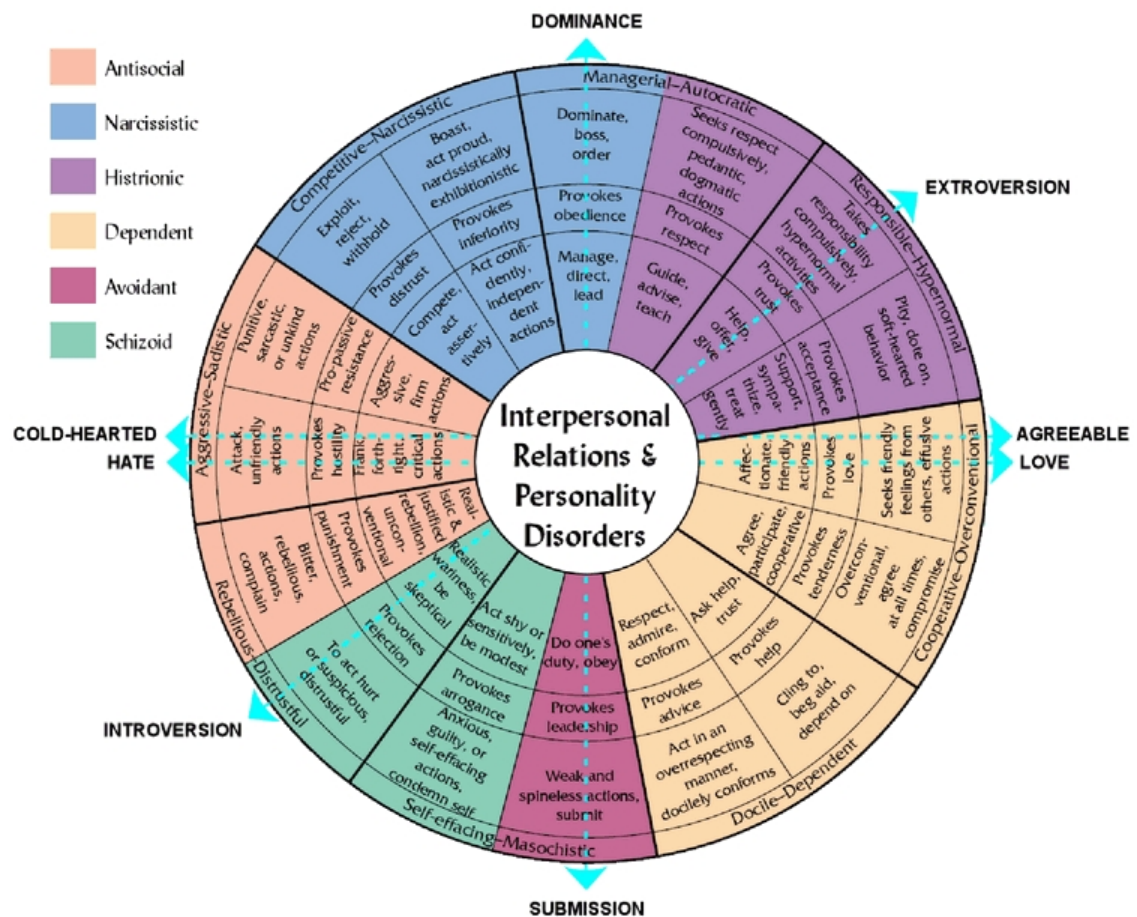 DOMINANCE
Antisocial
Narcissistic
Histrionic
Dependent
Avoidant
Schizoid
EXTROVERSION
AGREEABLE
LOVE
SUBMISSION
INTROVERSION
HATE
COLD-HEARTED
Interpersonal
Relations &
Personality
Disorders
Managerial–Autocratic
Dominate,
boss,
order
Provokes
obedience
Manage,
direct,
lead
Seeks respect
compulsively,
pedantic,
dogmatic
actions
Provokes
respect
Guide,
advise,
teach
Responsible–Hypernormal
Takes
responsibility
compulsively,
hypernormal
activities
Provokes
trust
Help,
offer,
give
Pity, dote on,
soft-hearted
behavior
Provokes
acceptance
Support,
sympa-
thize,
treat
gently
Cooperative–Overconventional
Seeks friendly
feelings from
others, effusive
actions
Provokes
love
Affec-
tionate,
friendly
actions
Overcon-
ventional,
agree
at all times,
compromise
Provokes
tenderness
Agree,
participate,
cooperative
Docile–Dependent
Cling to,
beg aid,
depend on
Provokes
help
Ask help,
trust
Act in an
overrespecting
manner,
docilely conforms
Provokes
advice
Respect,
admire,
conform
Self-effacing–Masochistic
Weak and
spineless actions,
submit
Provokes
leadership
Do one's
duty, obey
Anxious,
guilty, or
self-effacing
actions,
condemn self
Provokes
arrogance
Act shy or
sensitively,
be modest
Rebellious–Distrustful
To act hurt
or suspicious,
distrustful
Provokes
rejection
Realistic
wariness,
be
skeptical
Bitter,
rebellious,
actions,
complain
Provokes
punishment
Real-
istic &
justified
rebellion
uncon-
ventional
Aggressive–Sadistic
Attack,
unfriendly
actions
Provokes
hostility
Frank,
forth
right,
critical
actions
Punitive,
sarcastic,
or unkind
actions
Pro-passive
resistance
Aggres-
sive,
firm
actions
Competitive–Narcissistic
Exploit,
reject,
withhold
Provokes
distrust
Compete,
act
asser-
tively
Boast,
act proud,
narcissistically
exhibitionistic
Provokes
inferiority
Act confi-
dently,
indepen-
dent
actions